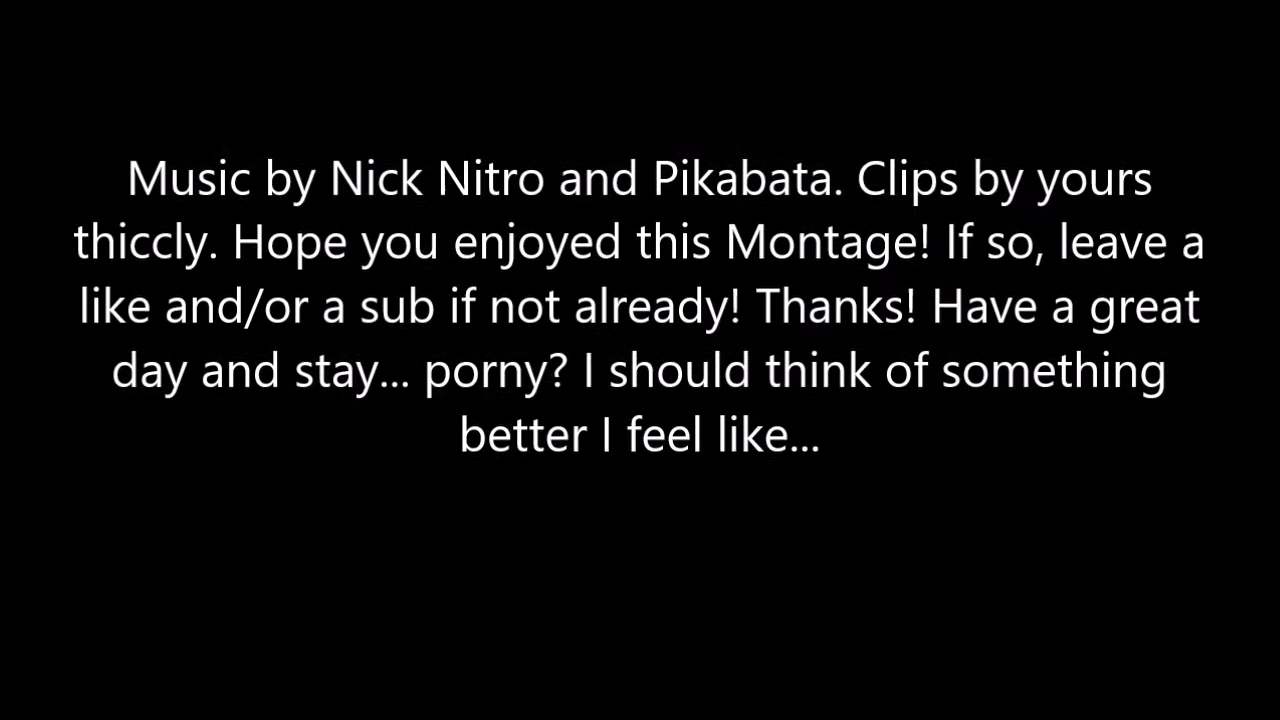 Music by Nick Nitro and Pikabata. Clips by yours
thiccly. Hope you enjoyed this Montage! If so, leave a
like and/or a sub if not already! Thanks! Have a great
day and stay... porny? I should think of something
better I feel like...